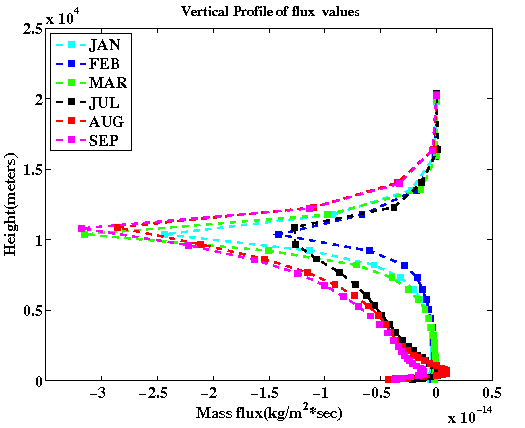 Vertical Profile of flux values
x 10^4
2.5
2
1.5
1
0.5
0
Height(meters)
JAN
FEB
MAR
JUL
AUG
SEP
−3 −2.5 −2 −1.5 −1 −0.5 0 0.5
Mass flux(kg/m^2*sec)
x 10^-14